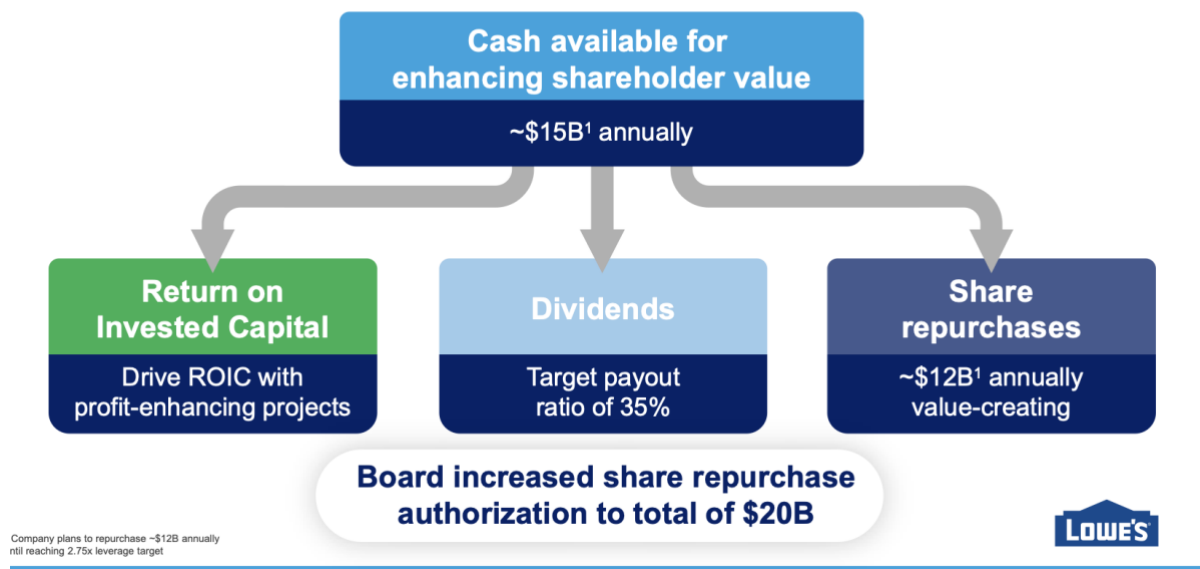 Cash available for
enhancing shareholder value
~$15B¹ annually
Return on
Invested Capital
Drive ROIC with
profit-enhancing projects
Dividends
Target payout
ratio of 35%
Share
repurchases
~$12B¹ annually
value-creating
Board increased share repurchase
authorization to total of $20B
Company plans to repurchase ~$12B annually
ntil reaching 2.75x leverage target
LOWE'S